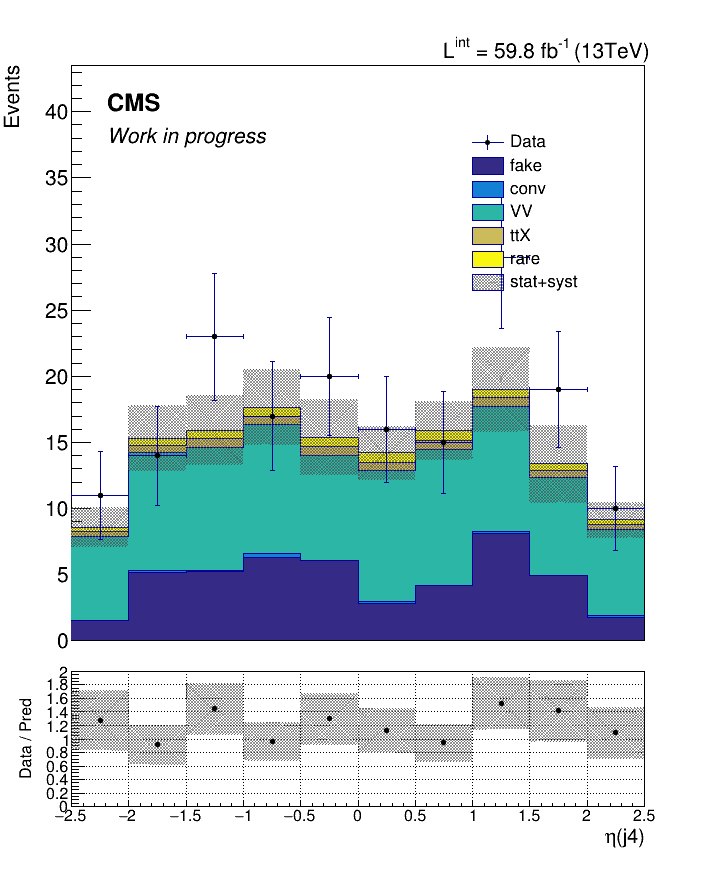 L^int = 59.8 fb^-1 (13TeV)
Events
CMS
Work in progress
Data
fake
conv
VV
ttX
rare
stat+syst
40
35
30
25
20
15
10
5
0
Data / Pred
2
1.8
1.6
1.4
1.2
1
0.8
0.6
0.4
0.2
0
−2.5 −2 −1.5 −1 −0.5 0 0.5 1 1.5 2 2.5
η(j4)